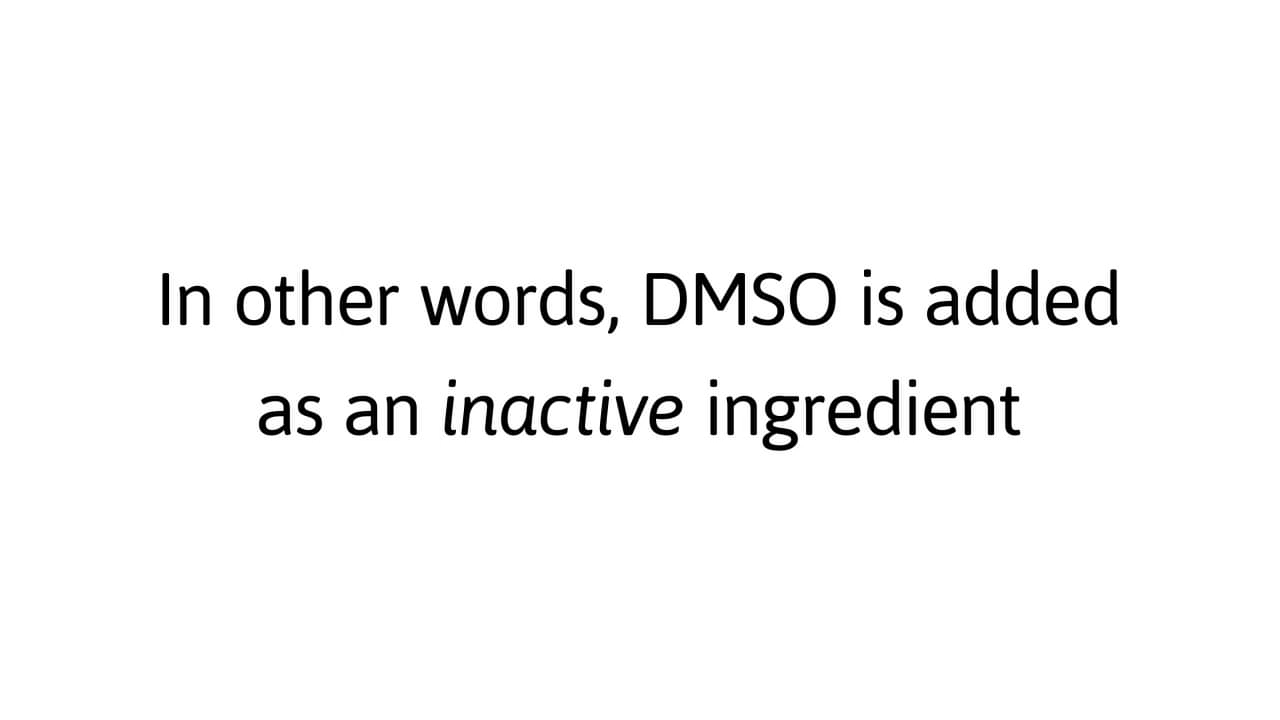 In other words, DMSO is added
as an inactive ingredient